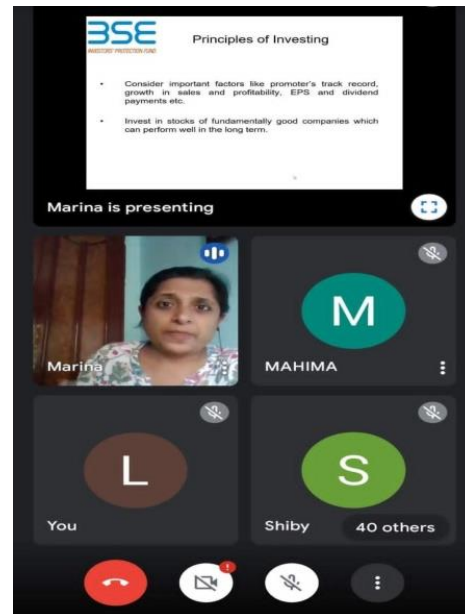 BSE
INVESTORS' PROTECTION FUND
Principles of Investing
• Consider important factors like promoter's track record,
growth in sales and profitability, EPS and dividend
payments etc.
• Invest in stocks of fundamentally good companies which
can perform well in the long term.
Marina is presenting
Marina
M
MAHIMA
L
You
S
Shiby
40 others